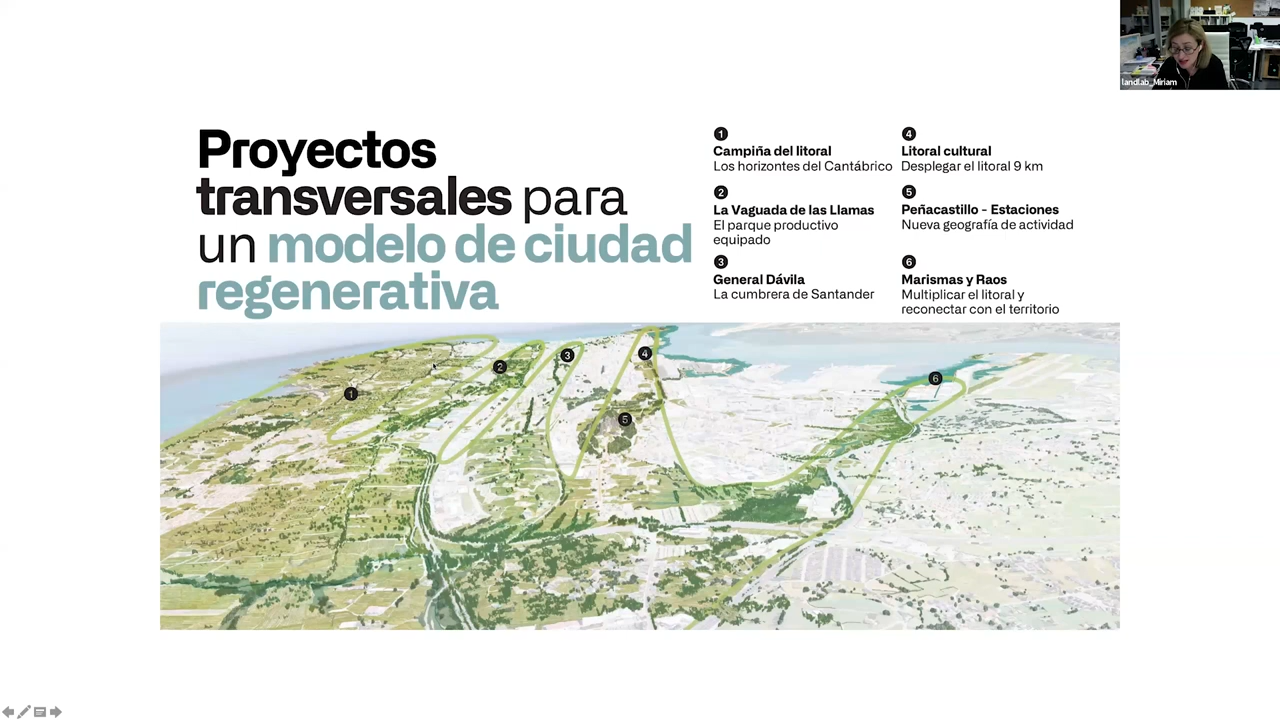 landlab_Miriam
Proyectos
transversales para
un modelo de ciudad
regenerativa
1
Campiña del litoral
Los horizontes del Cantábrico
2
La Vaguada de las Llamas
El parque productivo
equipado
3
General Dávila
La cumbrera de Santander
4
Litoral cultural
Desplegar el litoral 9 km
5
Peñacastillo - Estaciones
Nueva geografía de actividad
6
Marismas y Raos
Multiplicar el litoral y
reconectar con el territorio
1
2
3
4
5
6